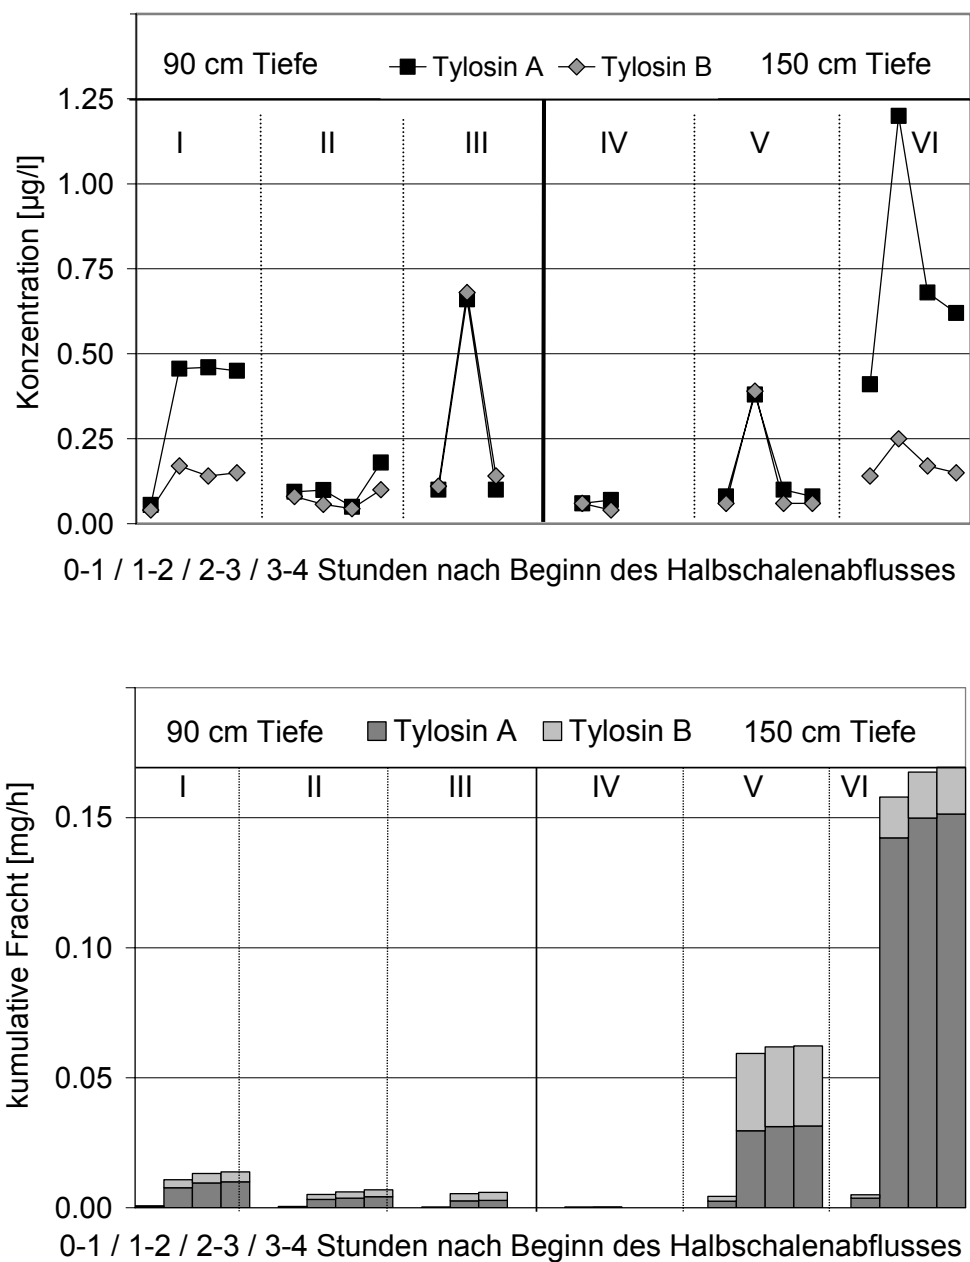 90 cm Tiefe Tylosin A Tylosin B 150 cm Tiefe
I II III IV V VI
1.25
1.00
0.75
0.50
0.25
0.00
Konzentration [µg/l]
0-1 / 1-2 / 2-3 / 3-4 Stunden nach Beginn des Halbschalenabflusses
90 cm Tiefe Tylosin A Tylosin B 150 cm Tiefe
I II III IV V VI
0.15
0.10
0.05
0.00
kumulative Fracht [mg/h]
0-1 / 1-2 / 2-3 / 3-4 Stunden nach Beginn des Halbschalenabflusses